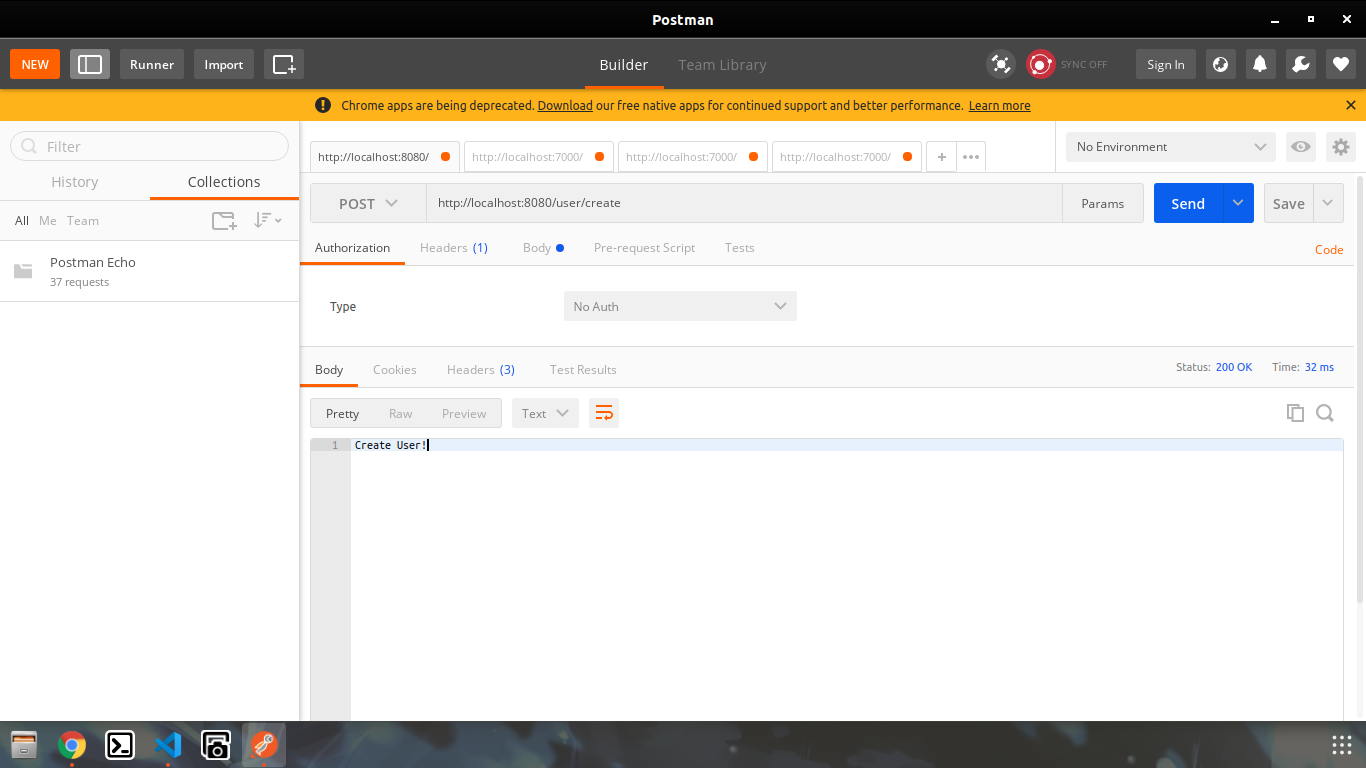 Postman
NEW Runner Import Builder Team Library SYNC OFF Sign In
Chrome apps are being deprecated. Download our free native apps for continued support and better performance. Learn more
Filter
History Collections
All Me Team
Postman Echo
37 requests
http://localhost:8080/ http://localhost:7000/ http://localhost:7000/ http://localhost:7000/ + ••• No Environment
POST http://localhost:8080/user/create Params Send Save
Authorization Headers (1) Body Pre-request Script Tests Code
Type No Auth
Body Cookies Headers (3) Test Results Status: 200 OK Time: 32 ms
Pretty Raw Preview Text
1 Create User!